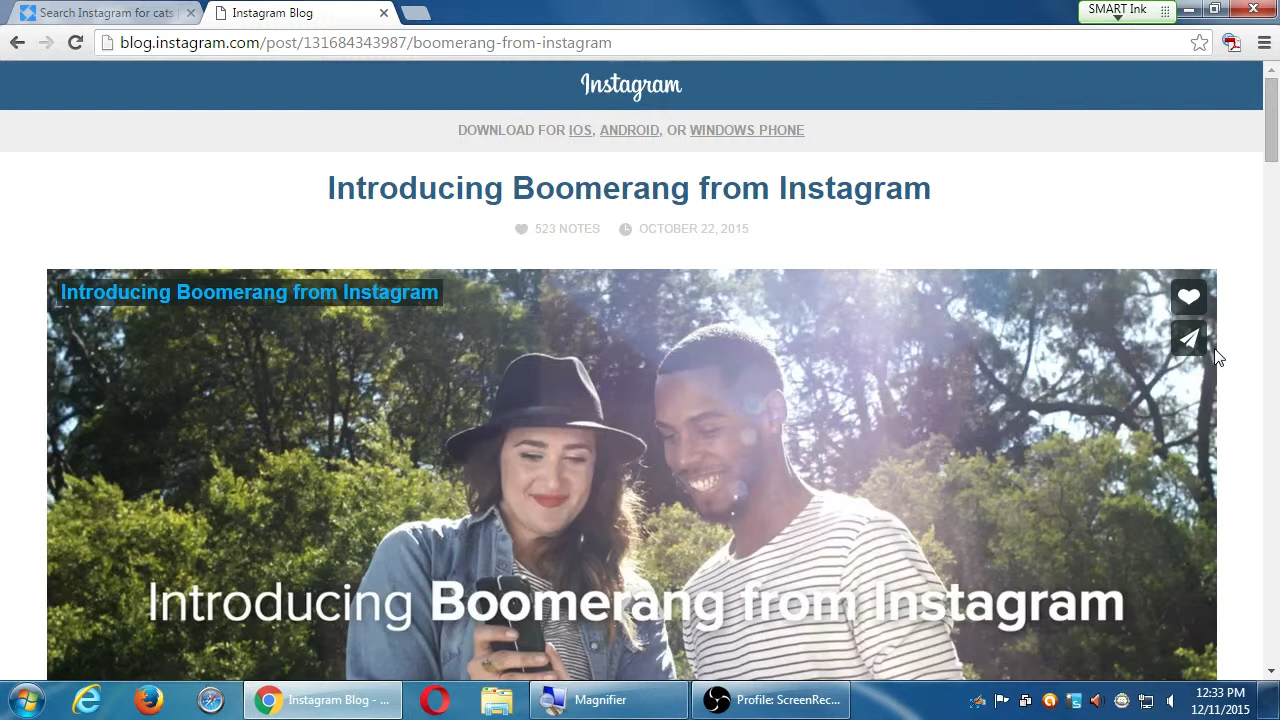 Search Instagram for cats
Instagram Blog
SMART Ink
blog.instagram.com/post/131684343987/boomerang-from-instagram
Instagram
DOWNLOAD FOR IOS, ANDROID, OR WINDOWS PHONE
Introducing Boomerang from Instagram
523 NOTES OCTOBER 22, 2015
Introducing Boomerang from Instagram
Introducing Boomerang from Instagram
Instagram Blog - ...
Magnifier
Profile: ScreenRec...
12:33 PM
12/11/2015